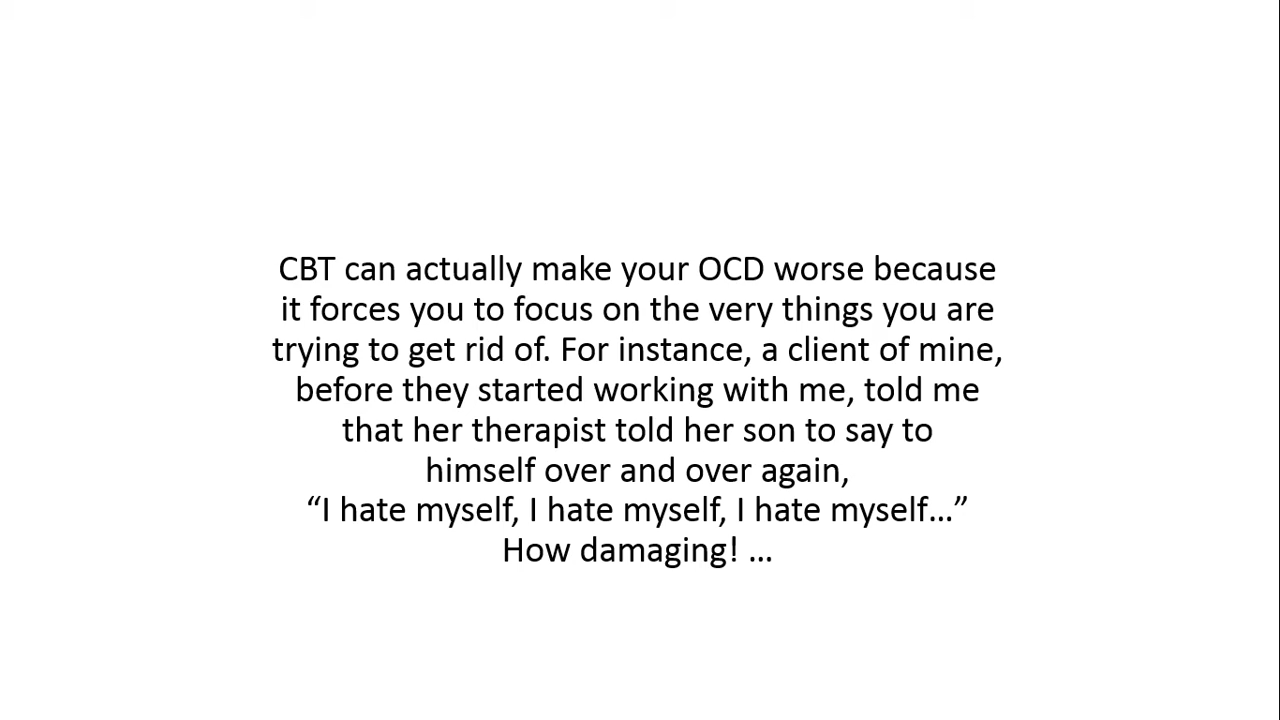 CBT can actually make your OCD worse because
it forces you to focus on the very things you are
trying to get rid of. For instance, a client of mine,
before they started working with me, told me
that her therapist told her son to say to
himself over and over again,
“I hate myself, I hate myself, I hate myself…”
How damaging! …